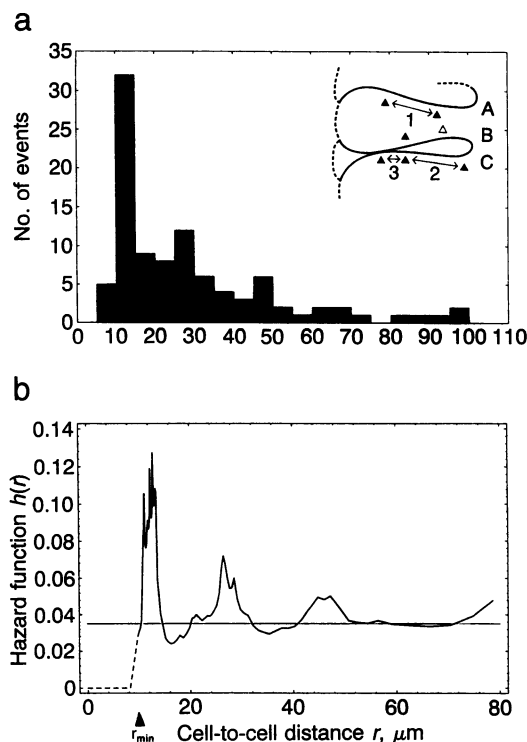 a
35
30
25
20
15
10
5
0
No. of events
A
1
B
C
3 2
0 10 20 30 40 50 60 70 80 90 100 110
b
0.14
0.12
0.10
0.08
0.06
0.04
0.02
0
Hazard function h(r)
0 20 40 60 80
rmin
Cell-to-cell distance r, μm